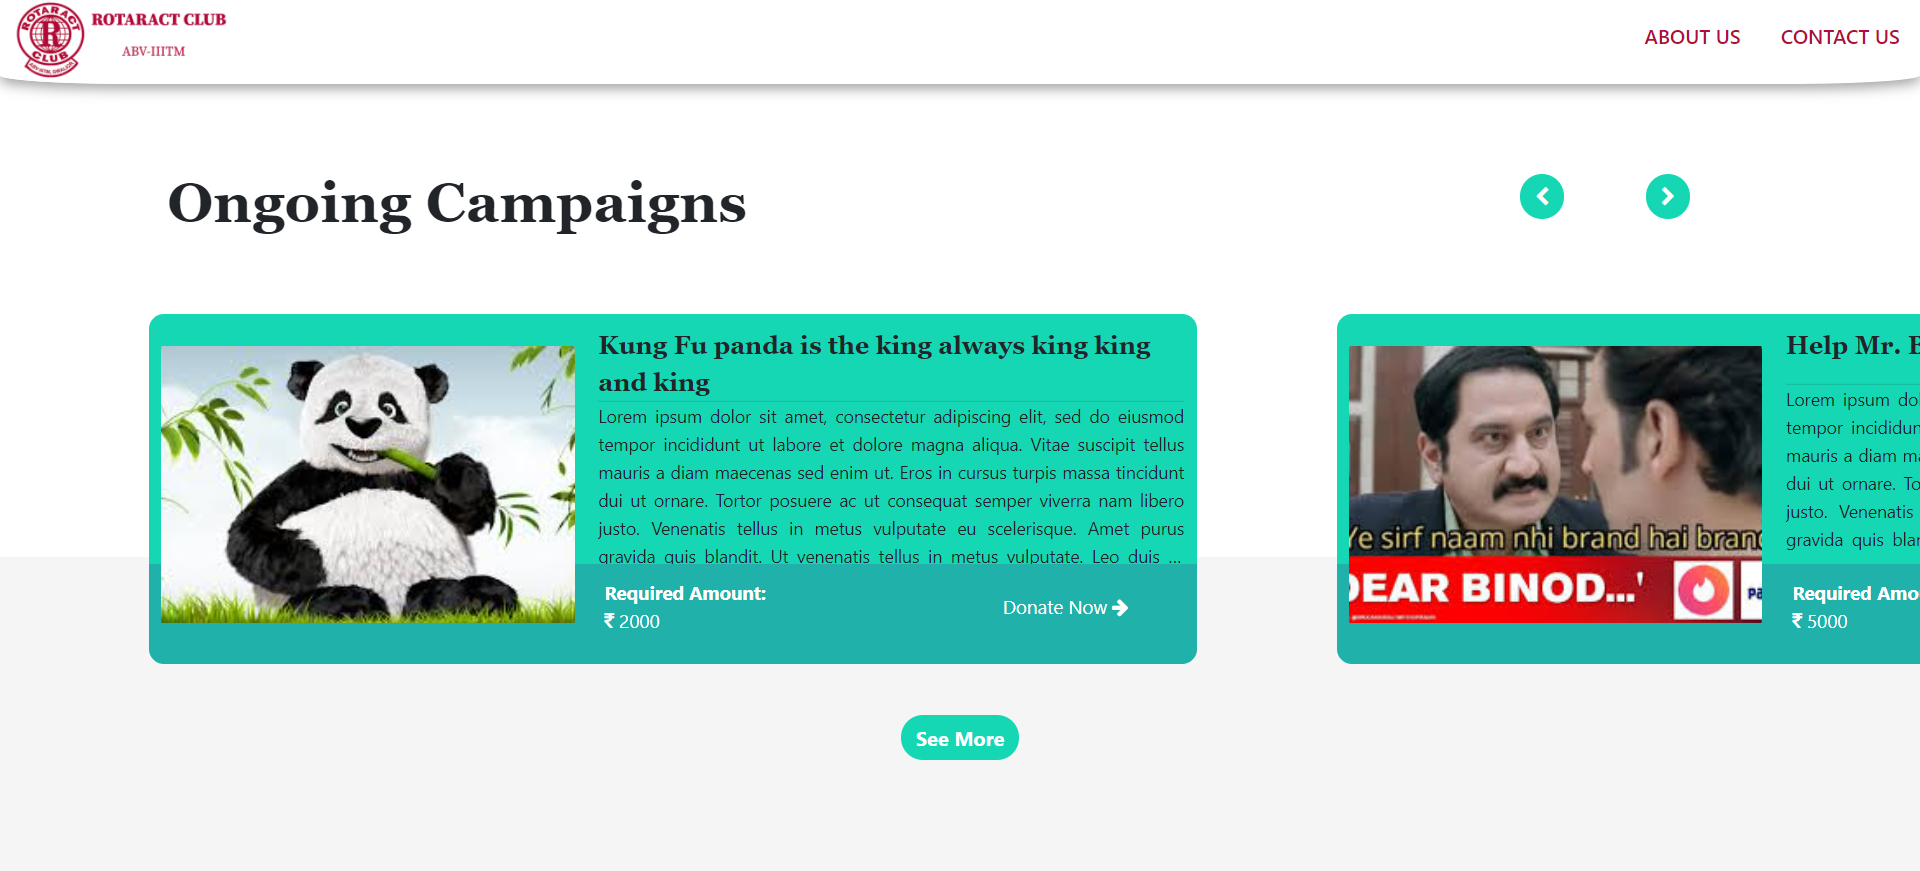 ROTARACT CLUB
ABV-IIITM
ROTARACT
R
CLUB
ABOUT US
CONTACT US
Ongoing Campaigns
Kung Fu panda is the king always king king
and king
Lorem ipsum dolor sit amet, consectetur adipiscing elit, sed do eiusmod
tempor incididunt ut labore et dolore magna aliqua. Vitae suscipit tellus
mauris a diam maecenas sed enim ut. Eros in cursus turpis massa tincidunt
dui ut ornare. Tortor posuere ac ut consequat semper viverra nam libero
justo. Venenatis tellus in metus vulputate eu scelerisque. Amet purus
gravida quis blandit. Ut venenatis tellus in metus vulputate. Leo duis ...
Required Amount:
₹ 2000
Donate Now
Ye sirf naam nhi brand hai brand
DEAR BINOD...'
Pa
Help Mr. B
Lorem ipsum do
tempor incididun
mauris a diam ma
dui ut ornare. To
justo. Venenatis
gravida quis blan
Required Amo
₹ 5000
See More